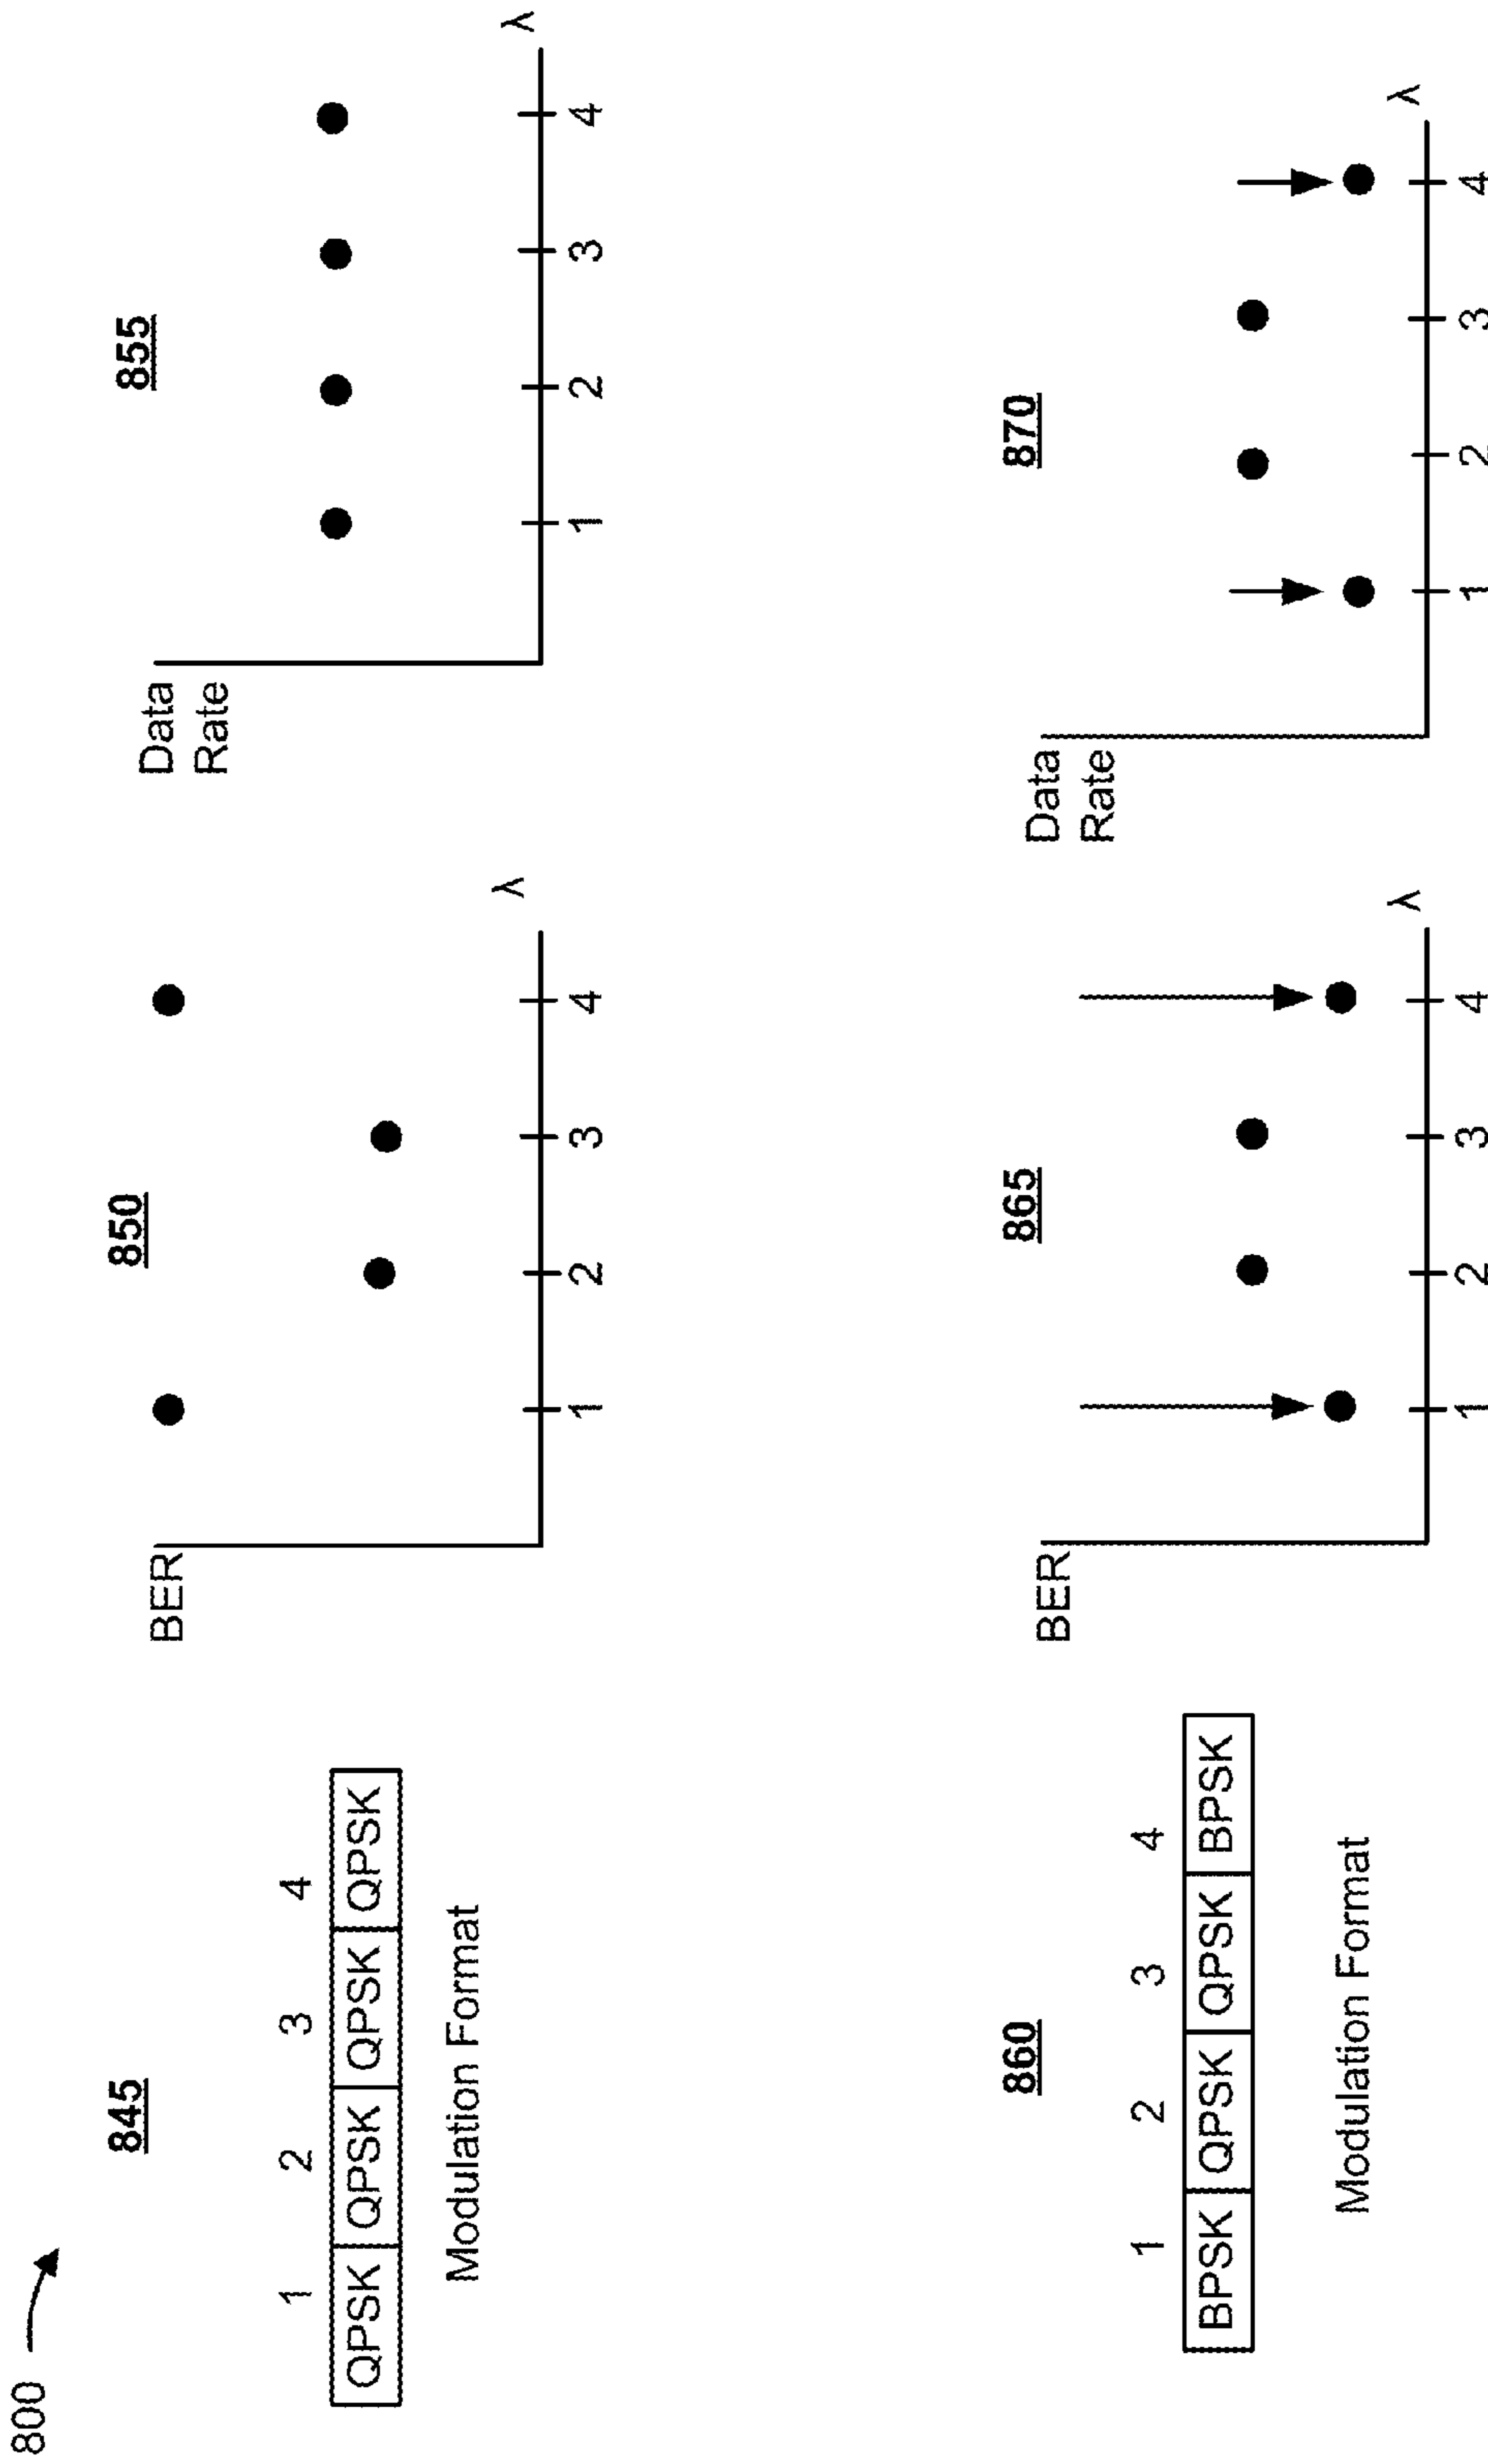 800
845
1 2 3 4
QPSK QPSK QPSK QPSK
Modulation Format
850
BER
1 2 3 4
λ
855
Data
Rate
1 2 3 4
λ
860
1 2 3 4
BPSK QPSK QPSK BPSK
Modulation Format
865
BER
1 2 3 4
λ
870
Data
Rate
1 2 3 4
λ